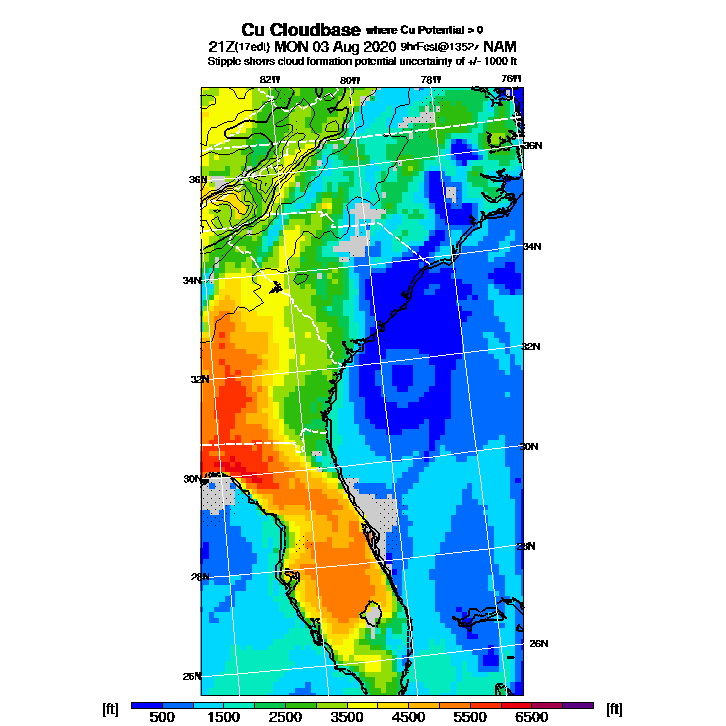 Cu Cloudbase where Cu Potential > 0
21Z(17edt) MON 03 Aug 2020 9hrFcst@1352z NAM
Stipple shows cloud formation potential uncertainty of +/- 1000 ft
82W 80W 78W 76W
36N
36N
34N
34N
32N
32N
30N
30N
28N
28N
26N
26N
[ft] [ft]
500 1500 2500 3500 4500 5500 6500